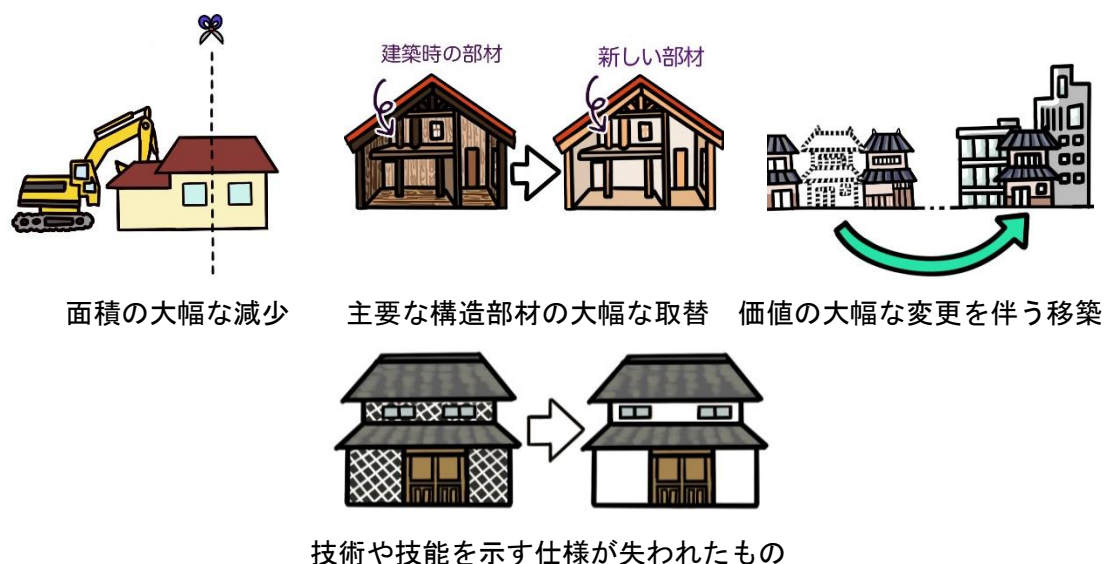 建築時の部材
新しい部材
面積の大幅な減少
主要な構造部材の大幅な取替
価値の大幅な変更を伴う移築
技術や技能を示す仕様が失われたもの